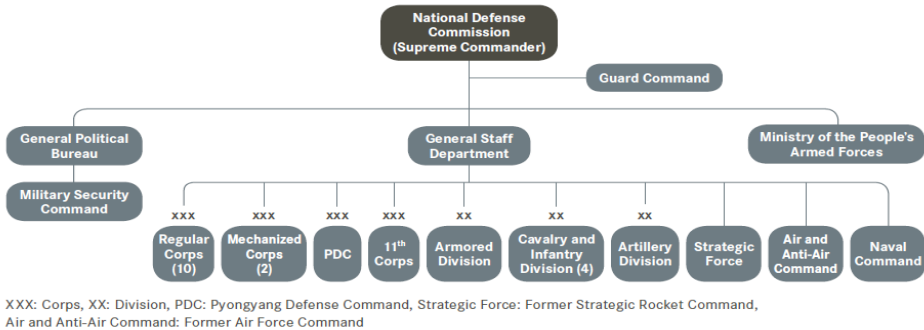 National Defense
Commission
(Supreme Commander)
Guard Command
General Political
Bureau
General Staff
Department
Ministry of the People's
Armed Forces
Military Security
Command
xxx
xxx
xxx
xxx
xx
xx
xx
Regular
Corps
(10)
Mechanized
Corps
(2)
PDC
11th
Corps
Armored
Division
Cavalry and
Infantry
Division (4)
Artillery
Division
Strategic
Force
Air and
Anti-Air
Command
Naval
Command
XXX: Corps, XX: Division, PDC: Pyongyang Defense Command, Strategic Force: Former Strategic Rocket Command,
Air and Anti-Air Command: Former Air Force Command